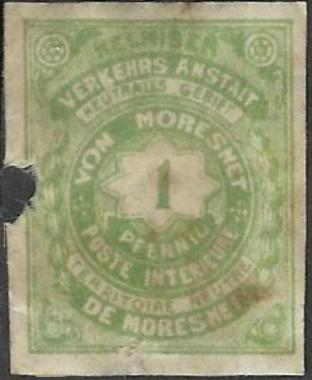 VERKEHRS ANSTALT
NEUTRALES GEBIET
VON MORESNET
1
PFENNIG
POSTE INTERIEURE
TERRITOIRE NEUTRE
DE MORESNET